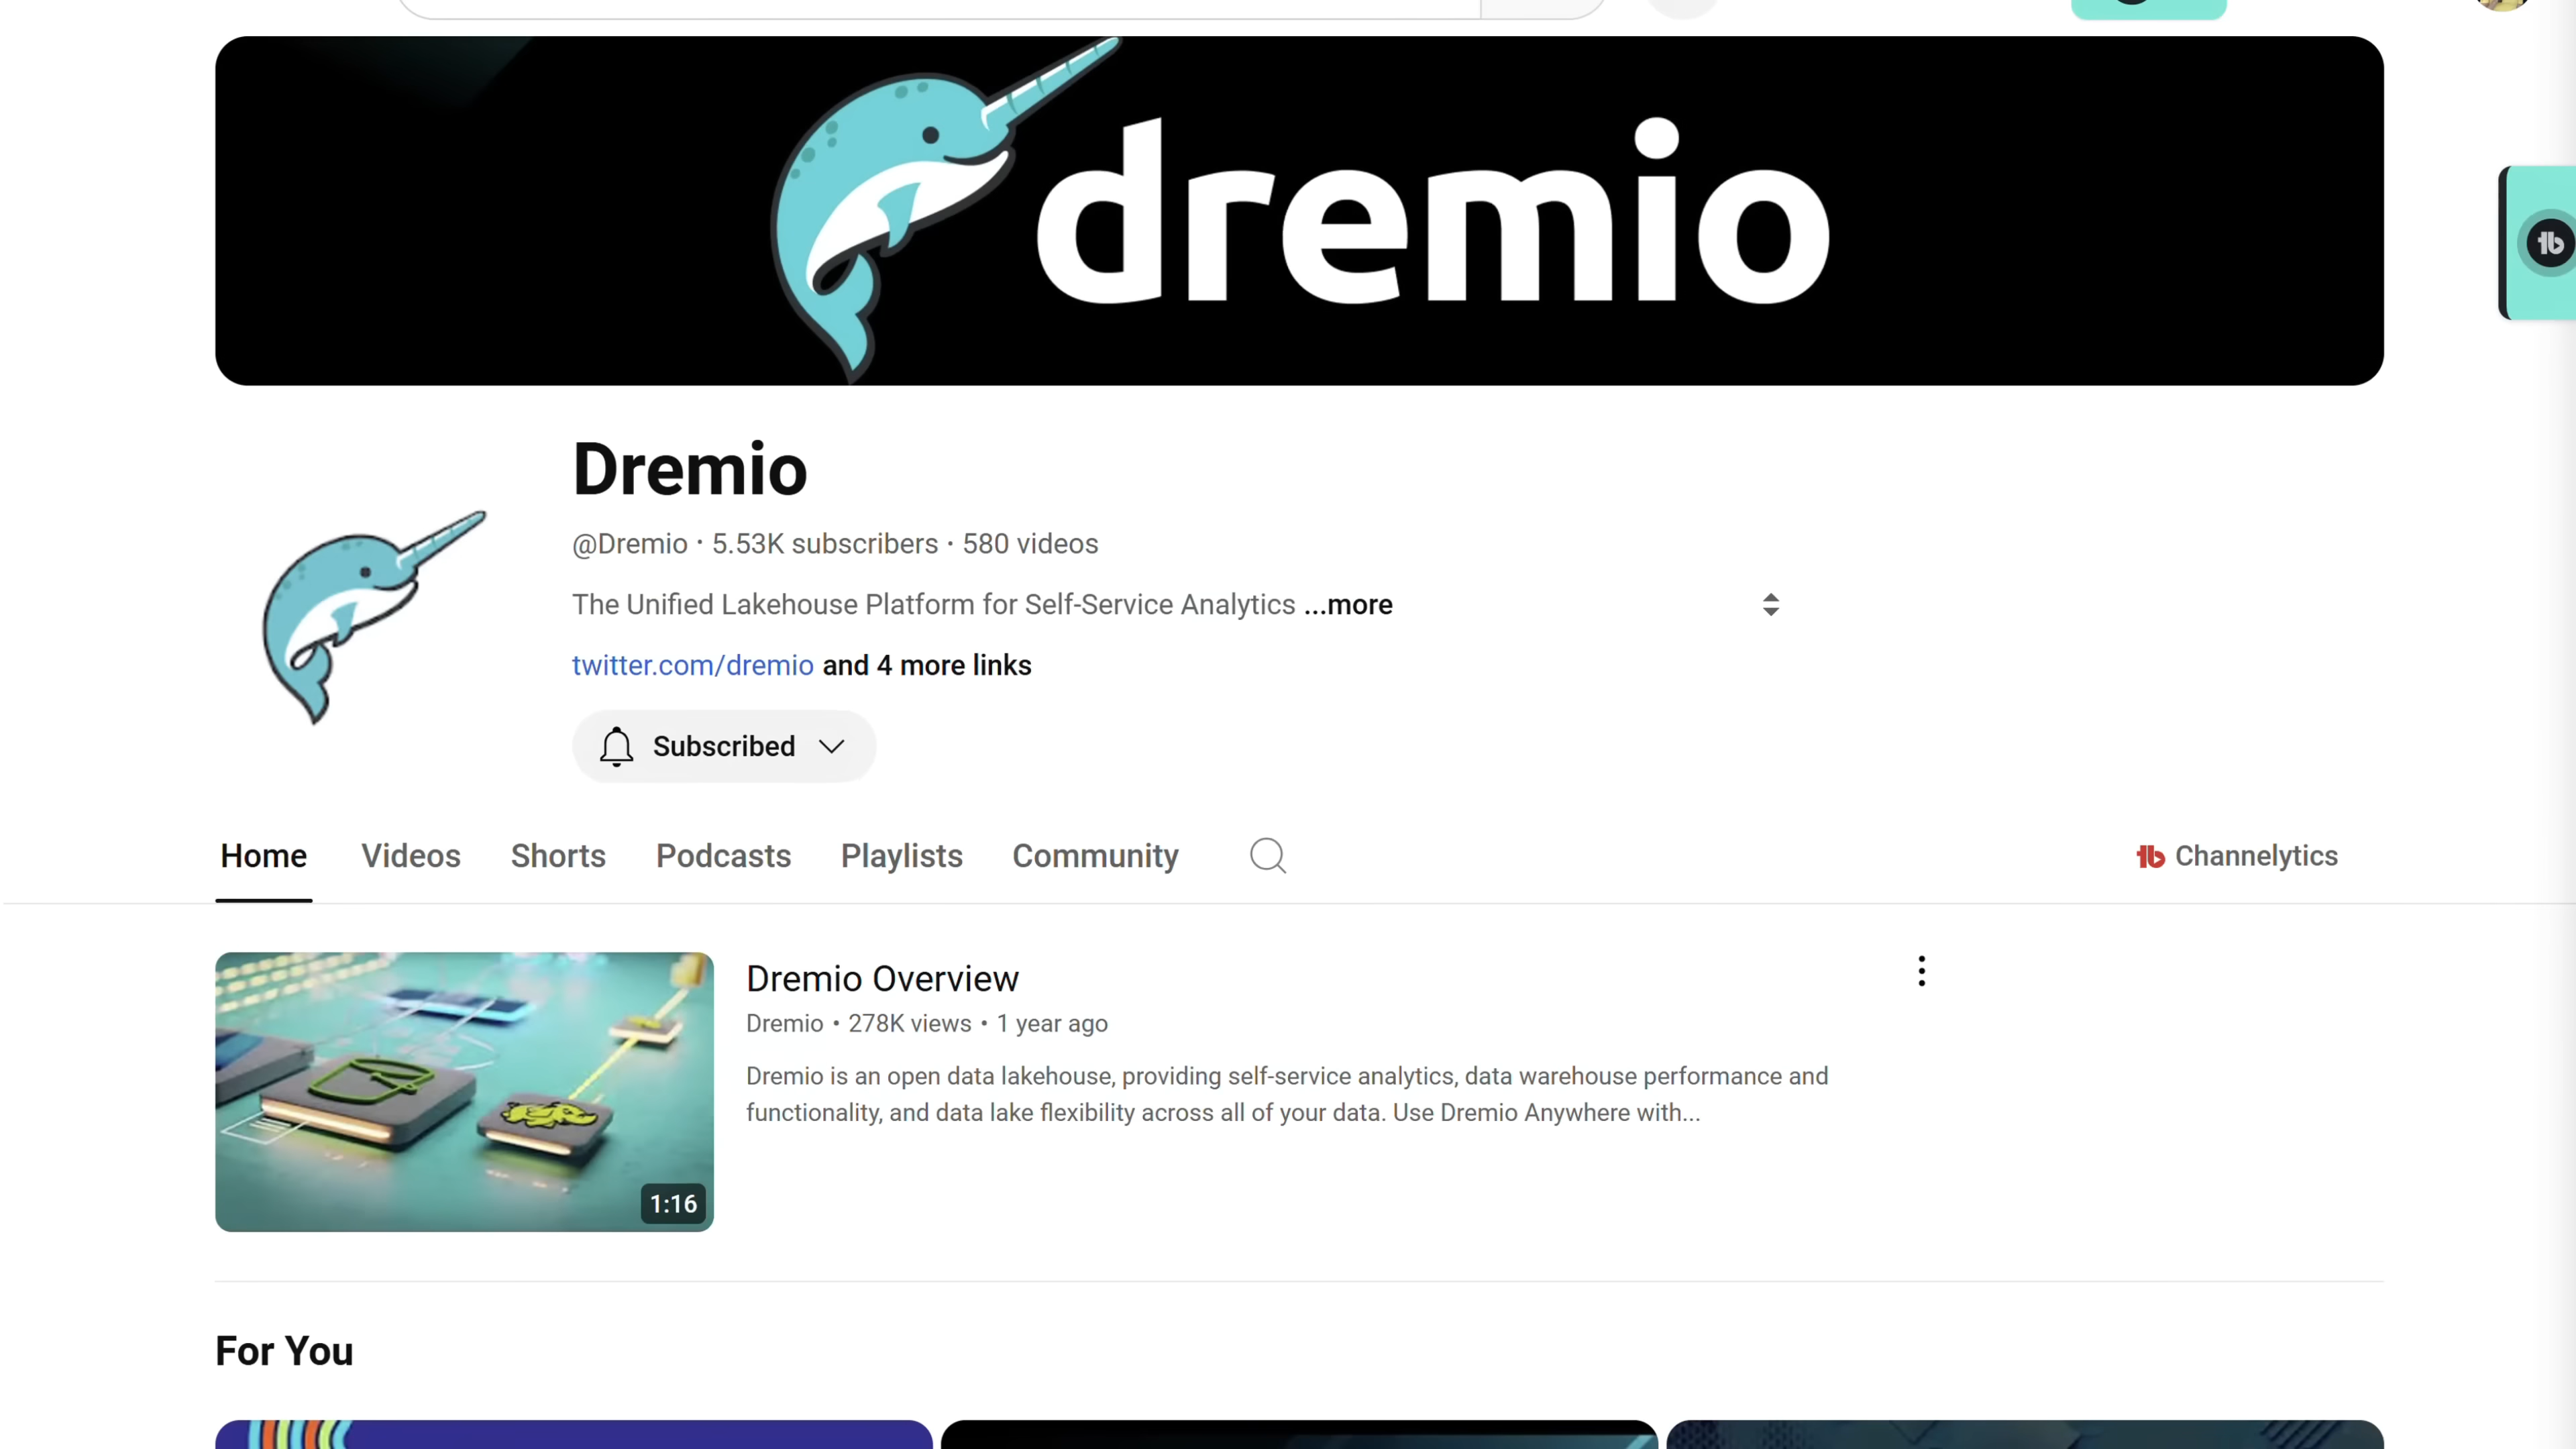 dremio
Dremio
@Dremio · 5.53K subscribers · 580 videos
The Unified Lakehouse Platform for Self-Service Analytics ...more
twitter.com/dremio and 4 more links
Subscribed
Home Videos Shorts Podcasts Playlists Community
tb Channelytics
tb
Dremio Overview
Dremio • 278K views • 1 year ago
Dremio is an open data lakehouse, providing self-service analytics, data warehouse performance and
functionality, and data lake flexibility across all of your data. Use Dremio Anywhere with...
1:16
For You